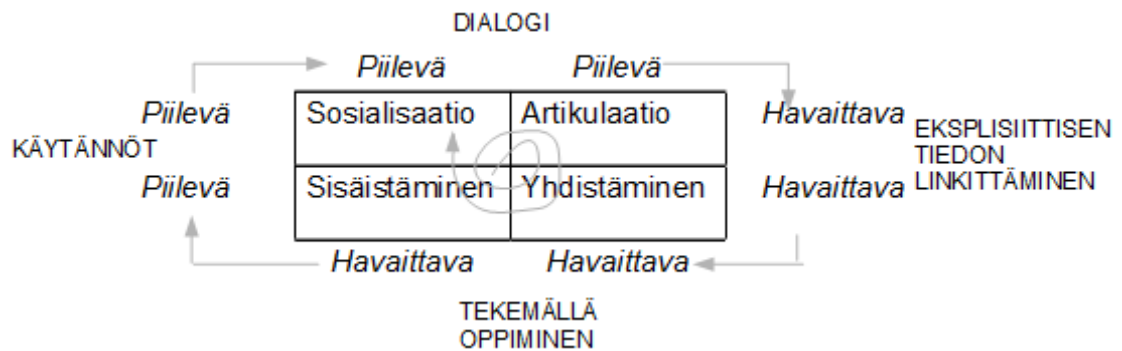 DIALOGI
Piilevä Piilevä
Piilevä Sosialisaatio Artikulaatio Havaittava
KÄYTÄNNÖT EKSPLISIITTISEN
TIEDON
Piilevä Sisäistäminen Yhdistäminen Havaittava LINKITTÄMINEN
Havaittava Havaittava
TEKEMÄLLÄ
OPPIMINEN